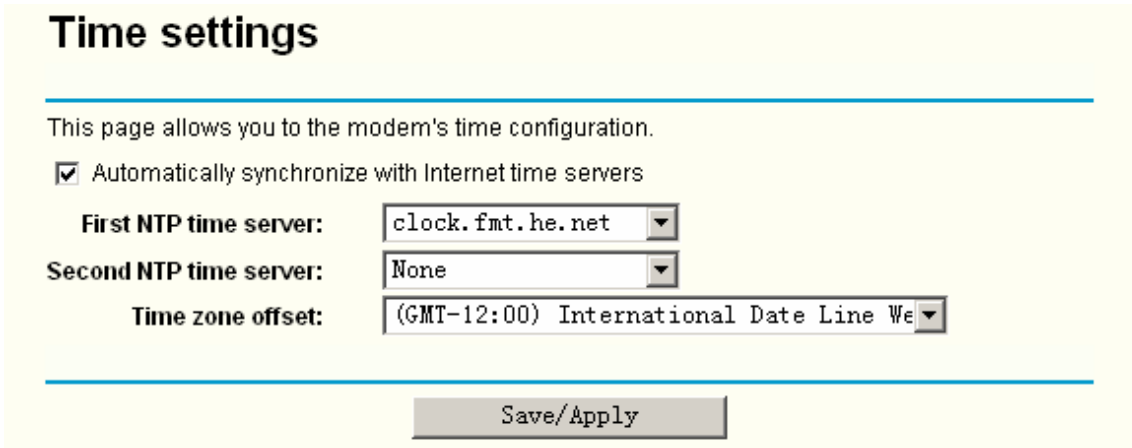 Time settings
This page allows you to the modem's time configuration.
Automatically synchronize with Internet time servers
First NTP time server: clock.fmt.he.net
Second NTP time server: None
Time zone offset: (GMT-12:00) International Date Line We
Save/Apply